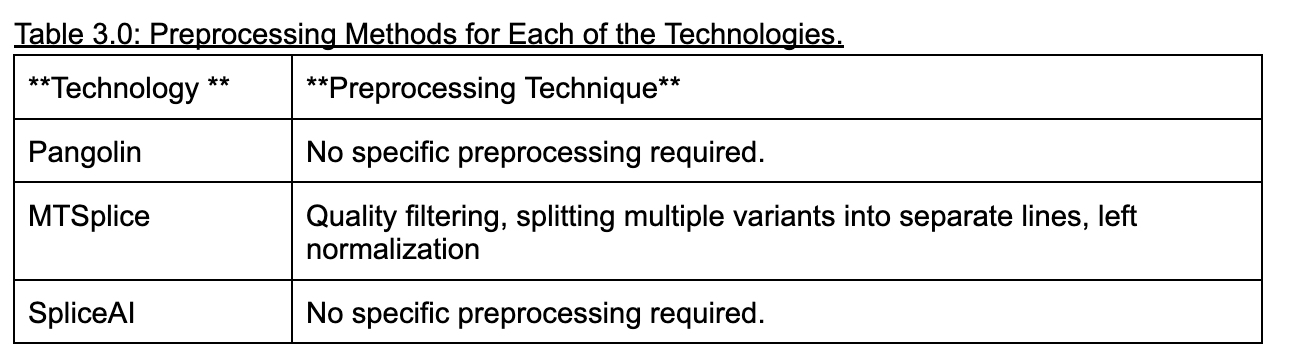 Table 3.0: Preprocessing Methods for Each of the Technologies.
**Technology ** **Preprocessing Technique**
Pangolin No specific preprocessing required.
MTSplice Quality filtering, splitting multiple variants into separate lines, left
normalization
SpliceAI No specific preprocessing required.